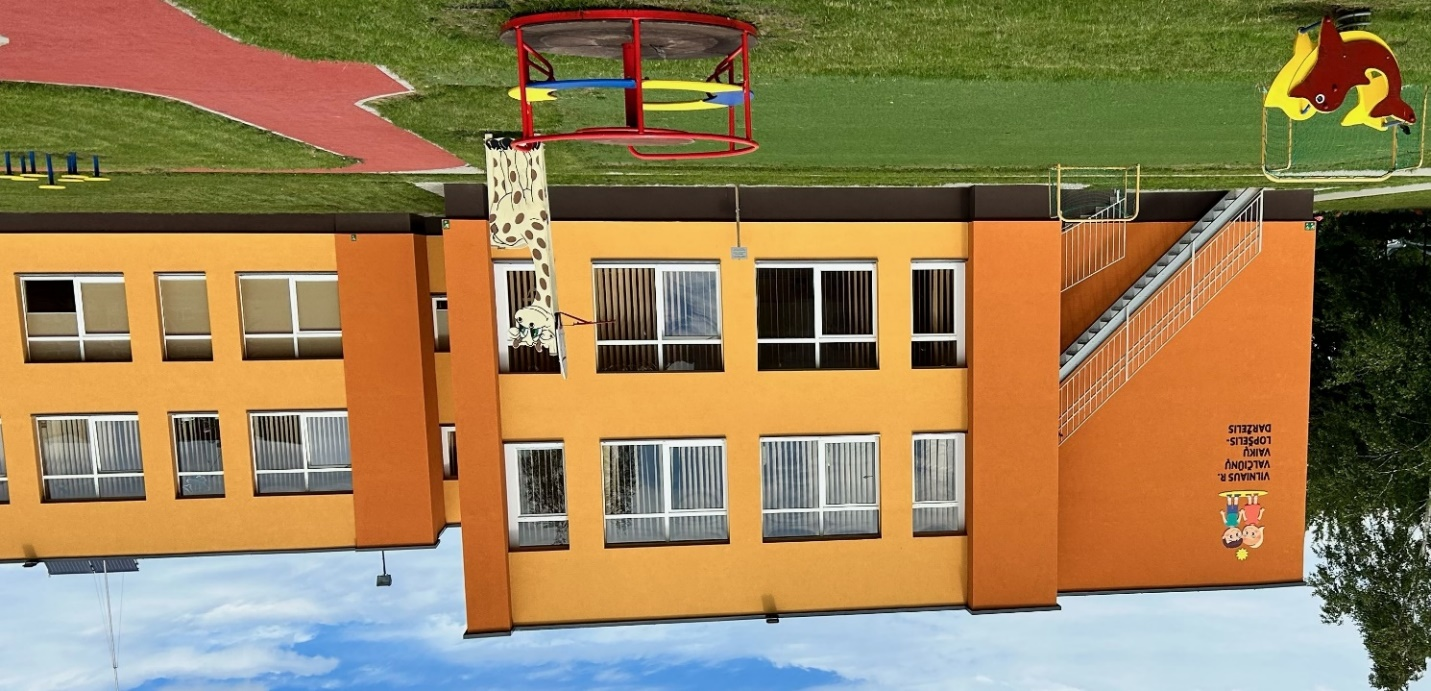 VILNIAUS R.
VALČIŪNŲ
VAIKŲ
LOPŠELIS-
DARŽELIS